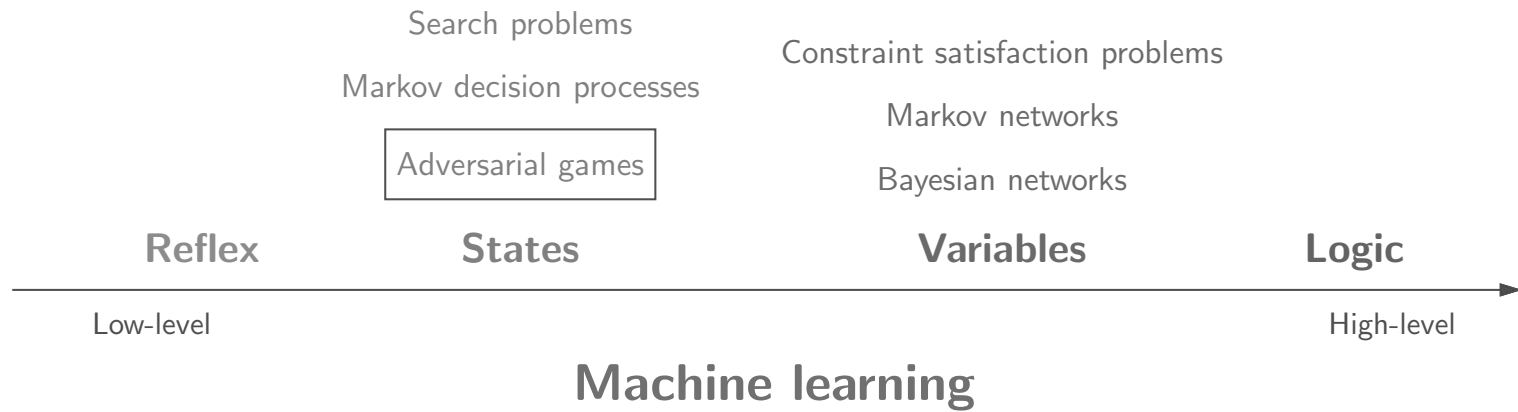 Search problems
Markov decision processes
Adversarial games
Constraint satisfaction problems
Markov networks
Bayesian networks
Reflex
States
Variables
Logic
Low-level
High-level
Machine learning